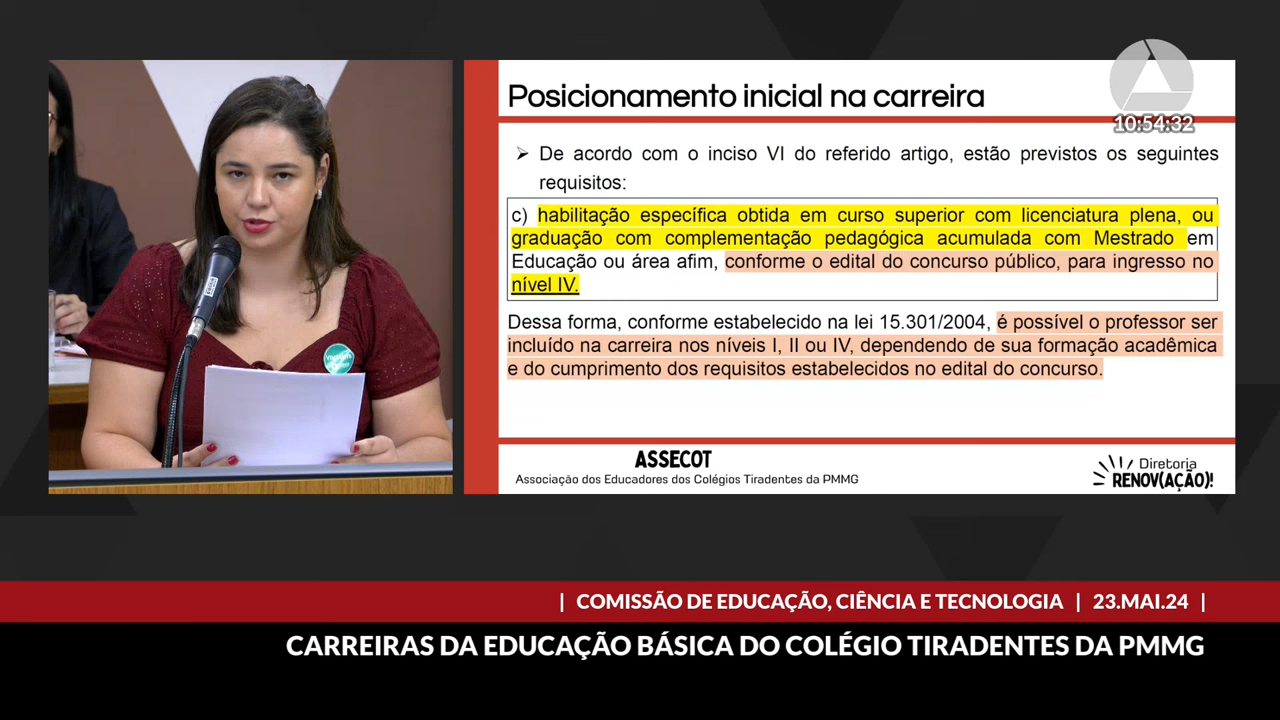 Posicionamento inicial na carreira
10:54:32
➢ De acordo com o inciso VI do referido artigo, estão previstos os seguintes
requisitos:
c) habilitação específica obtida em curso superior com licenciatura plena, ou
graduação com complementação pedagógica acumulada com Mestrado em
Educação ou área afim, conforme o edital do concurso público, para ingresso no
nível IV.
Dessa forma, conforme estabelecido na lei 15.301/2004, é possível o professor ser
incluído na carreira nos níveis I, II ou IV, dependendo de sua formação acadêmica
e do cumprimento dos requisitos estabelecidos no edital do concurso.
ASSECOT
Associação dos Educadores dos Colégios Tiradentes da PMMG
Diretoria
RENOV(AÇÃO)!
| COMISSÃO DE EDUCAÇÃO, CIÊNCIA E TECNOLOGIA | 23.MAI.24 |
CARREIRAS DA EDUCAÇÃO BÁSICA DO COLÉGIO TIRADENTES DA PMMG